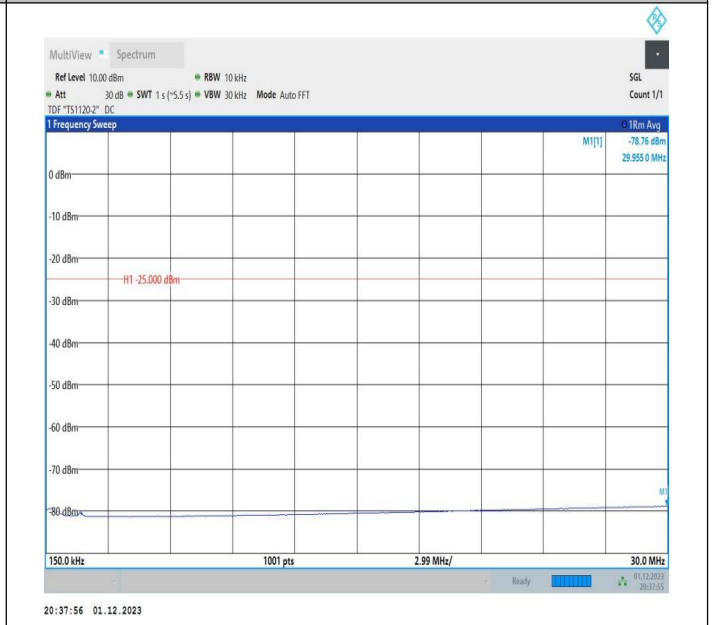 MultiView Spectrum
Ref Level 10.00 dBm RBW 10 kHz SGL
Att 30 dB SWT 1 s (~5.5 s) VBW 30 kHz Mode Auto FFT Count 1/1
TDF "TS1120-2" DC
1 Frequency Sweep 1Rm Avg
M1[1] -78.76 dBm
29.955 0 MHz
0 dBm
-10 dBm
-20 dBm
H1 -25.000 dBm
-30 dBm
-40 dBm
-50 dBm
-60 dBm
-70 dBm
M1
-80 dBm
150.0 kHz 1001 pts 2.99 MHz/ 30.0 MHz
Ready 01.12.2023
20:37:55
20:37:56 01.12.2023